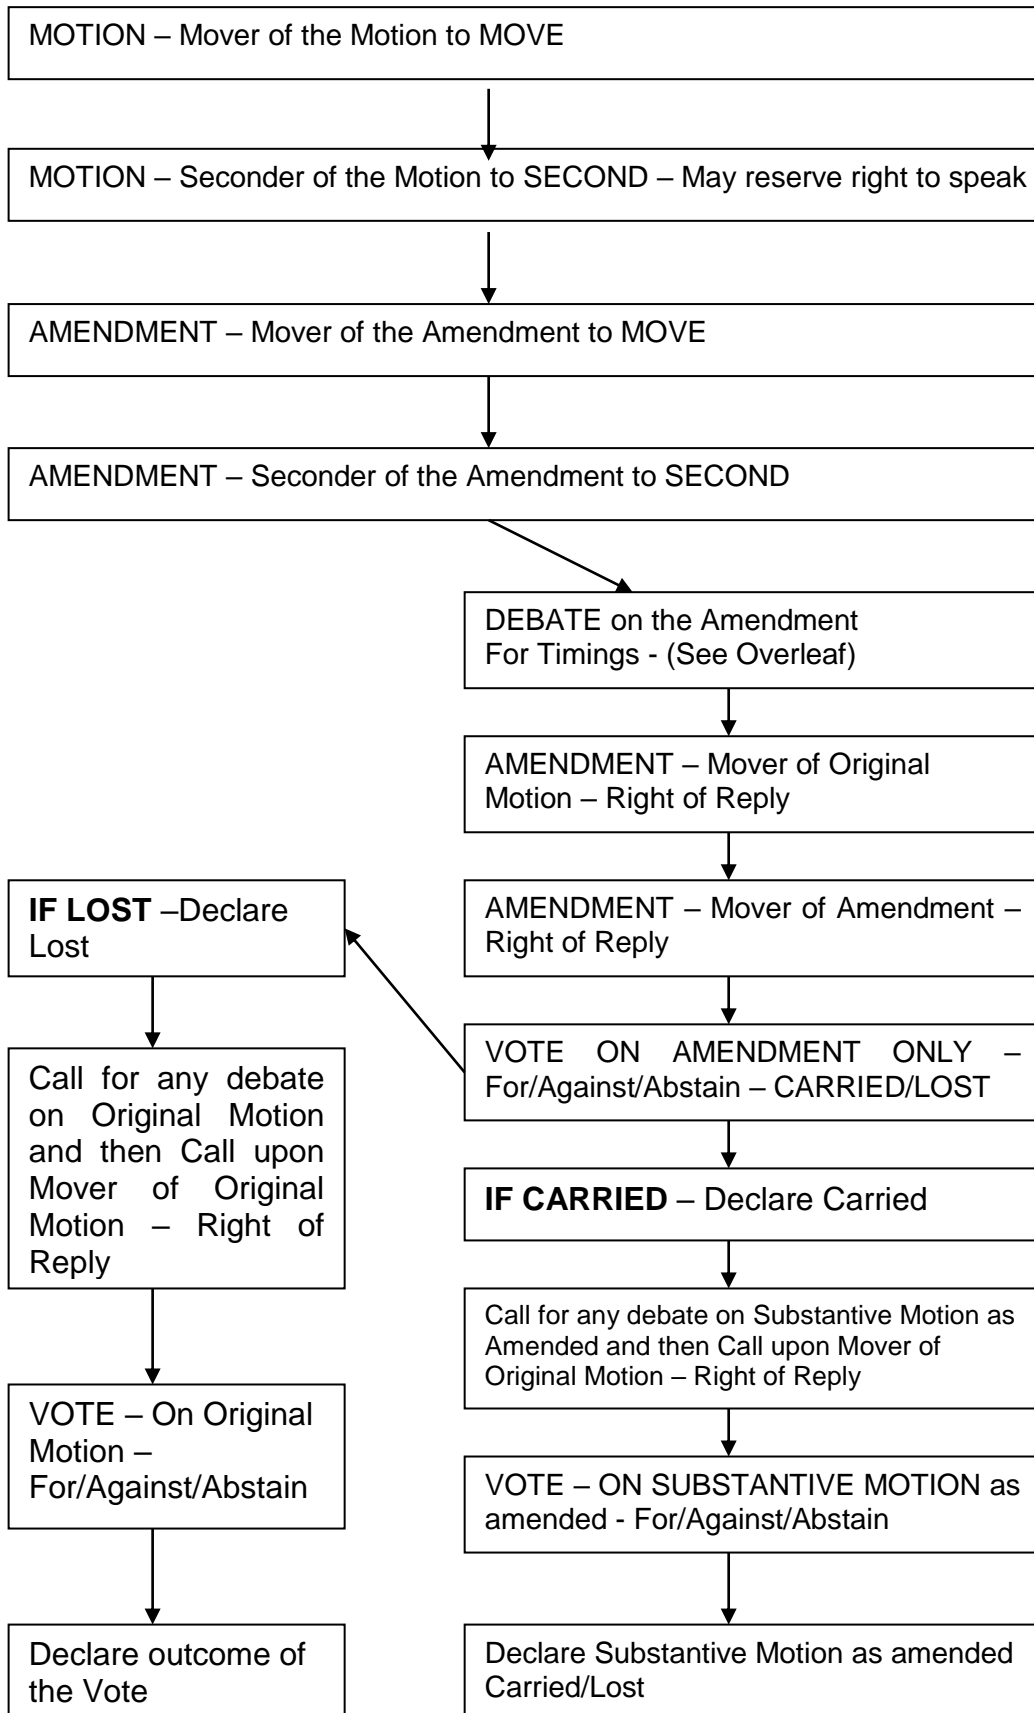 MOTION – Mover of the Motion to MOVE
MOTION – Seconder of the Motion to SECOND – May reserve right to speak
AMENDMENT – Mover of the Amendment to MOVE
AMENDMENT – Seconder of the Amendment to SECOND
DEBATE on the Amendment
For Timings - (See Overleaf)
AMENDMENT – Mover of Original
Motion – Right of Reply
AMENDMENT – Mover of Amendment –
Right of Reply
VOTE ON AMENDMENT ONLY –
For/Against/Abstain – CARRIED/LOST
IF LOST –Declare
Lost
Call for any debate
on Original Motion
and then Call upon
Mover of Original
Motion – Right of
Reply
VOTE – On Original
Motion –
For/Against/Abstain
Declare outcome of
the Vote
IF CARRIED – Declare Carried
Call for any debate on Substantive Motion as
Amended and then Call upon Mover of
Original Motion – Right of Reply
VOTE – ON SUBSTANTIVE MOTION as
amended - For/Against/Abstain
Declare Substantive Motion as amended
Carried/Lost